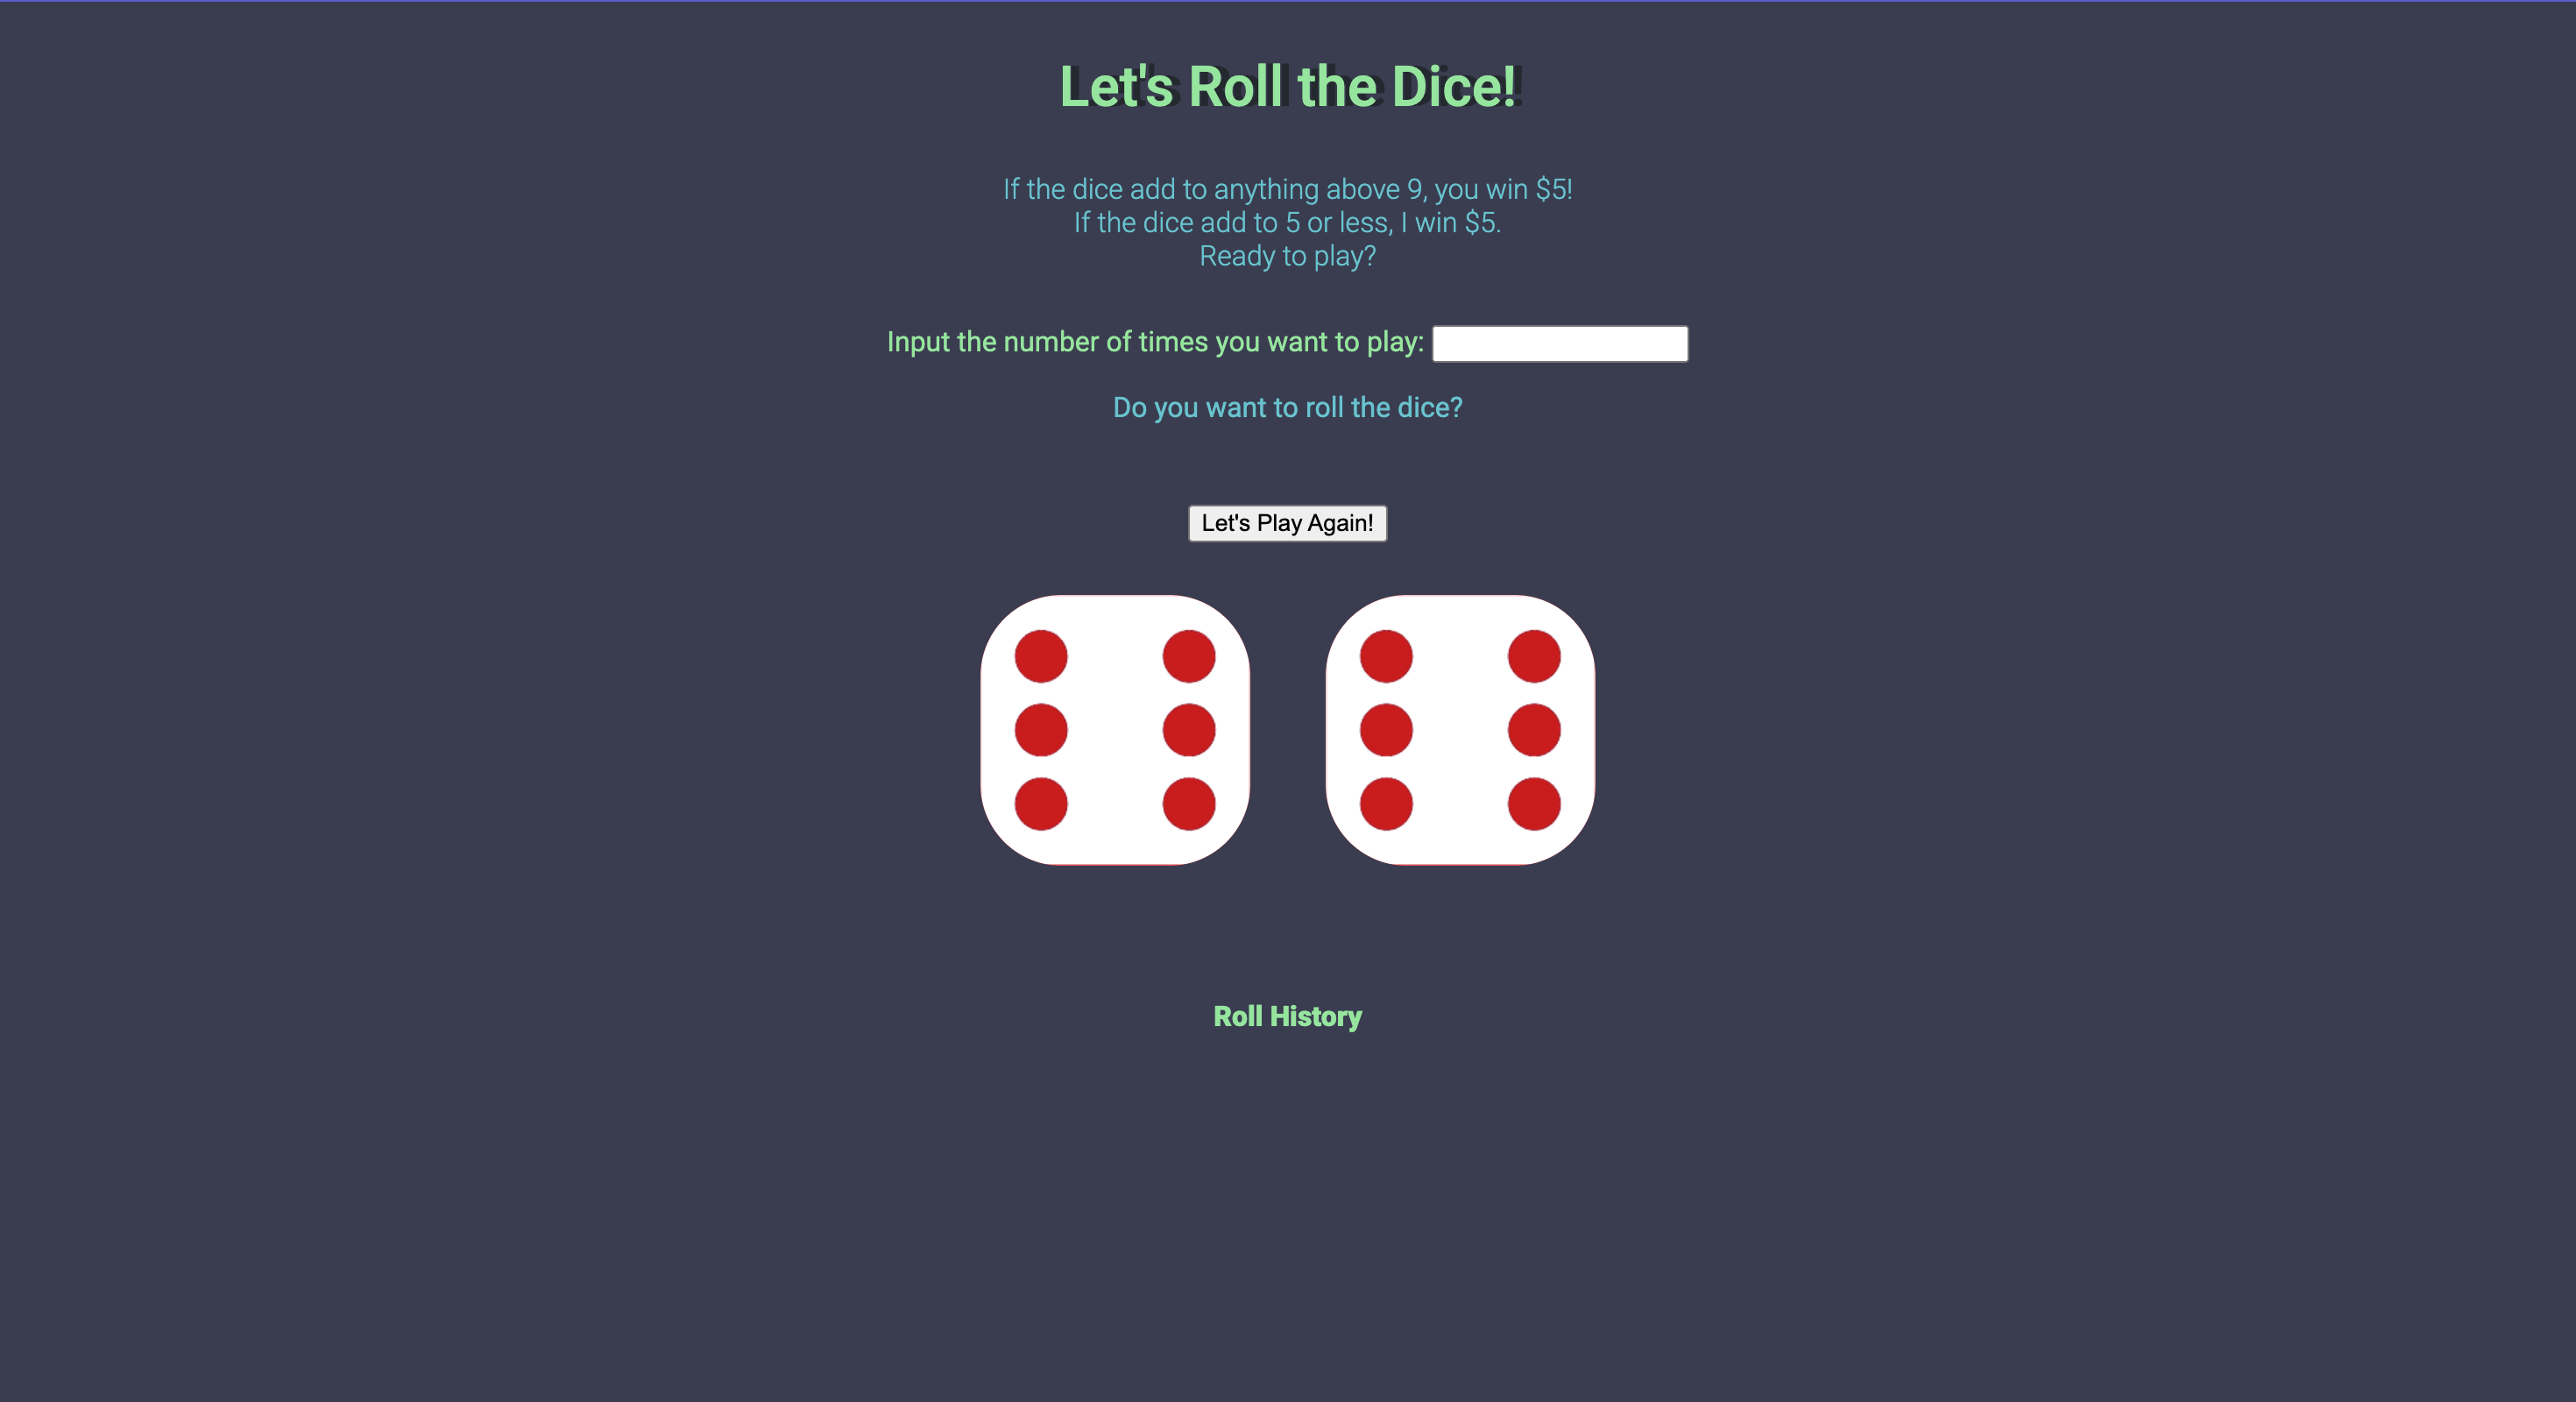 Let's Roll the Dice!
If the dice add to anything above 9, you win $5!
If the dice add to 5 or less, I win $5.
Ready to play?
Input the number of times you want to play:
Do you want to roll the dice?
Let's Play Again!
Roll History